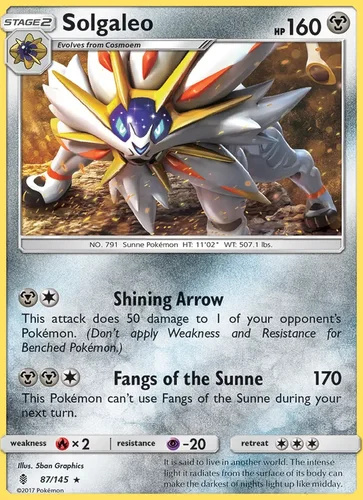 STAGE2
Solgaleo
HP 160
Evolves from Cosmoem
NO. 791 Sunne Pokémon HT: 11'02" WT: 507.1 lbs.
Shining Arrow
This attack does 50 damage to 1 of your opponent's
Pokémon. (Don't apply Weakness and Resistance for
Benched Pokémon.)
Fangs of the Sunne 170
This Pokémon can't use Fangs of the Sunne during your
next turn.
weakness × 2 resistance -20 retreat
Illus. 5ban Graphics
87/145 ★
©2017 Pokémon
It is said to live in another world. The intense
light it radiates from the surface of its body can
make the darkest of nights light up like midday.